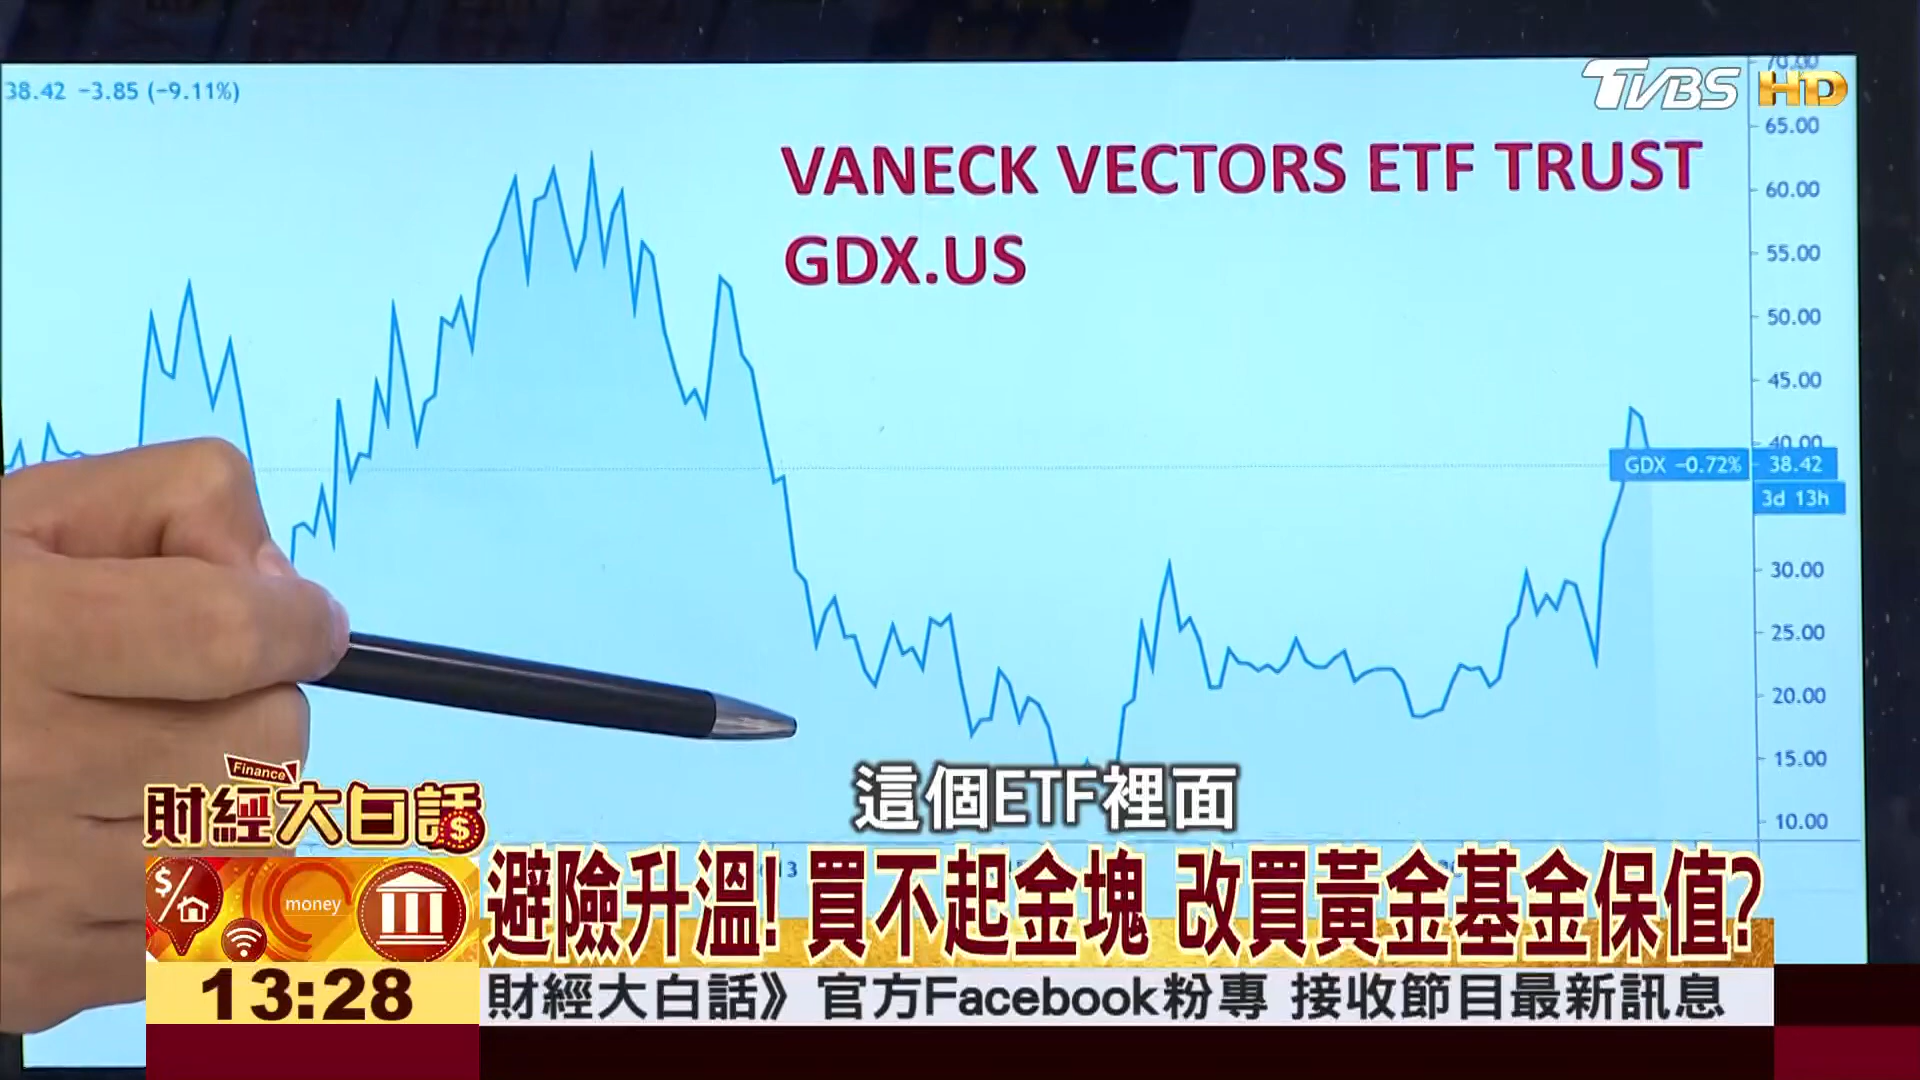 38.42 −3.85 (−9.11%)
TVBS HD
70.00
65.00
VANECK VECTORS ETF TRUST
60.00
GDX.US
55.00
50.00
45.00
40.00
GDX −0.72%
38.42
3d 13h
30.00
25.00
20.00
15.00
10.00
Finance
財經大白話
$
這個ETF裡面
$
money
避險升溫! 買不起金塊 改買黃金基金保值?
13:28
財經大白話》官方Facebook粉專 接收節目最新訊息